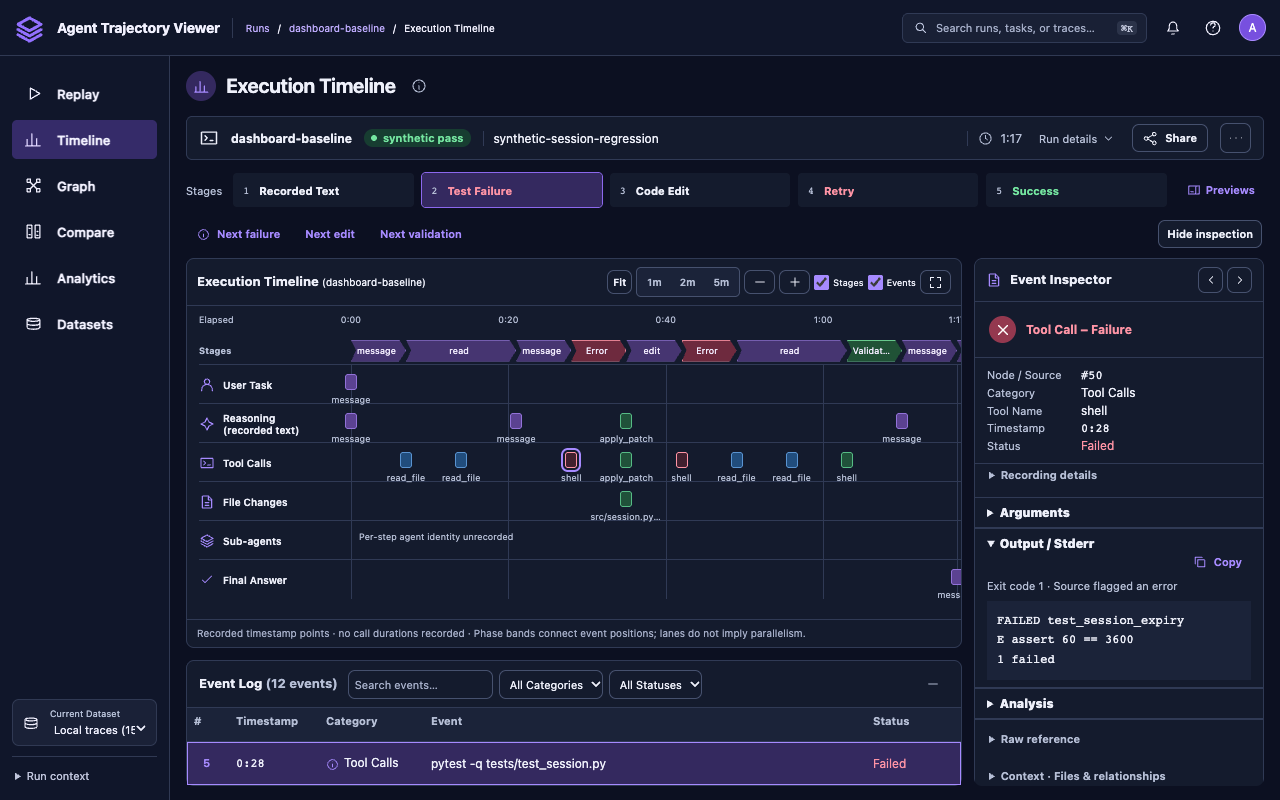 Agent Trajectory Viewer
Runs / dashboard-baseline / Execution Timeline
Search runs, tasks, or traces... ⌘K
A
Replay
Timeline
Graph
Compare
Analytics
Datasets
Current Dataset
Local traces (15
Run context
Execution Timeline
dashboard-baseline synthetic pass synthetic-session-regression 1:17 Run details Share ...
Stages 1 Recorded Text 2 Test Failure 3 Code Edit 4 Retry 5 Success Previews
Next failure Next edit Next validation Hide inspection
Execution Timeline (dashboard-baseline) Fit 1m 2m 5m Stages Events
Elapsed 0:00 0:20 0:40 1:00 1:1
Stages message read message Error edit Error read Validat... message
User Task
message
Reasoning
(recorded text)
message message apply_patch message
Tool Calls
read_file read_file shell apply_patch shell read_file read_file shell
File Changes
src/session.py...
Sub-agents Per-step agent identity unrecorded
Final Answer
mess
Recorded timestamp points · no call durations recorded · Phase bands connect event positions; lanes do not imply parallelism.
Event Log (12 events) Search events... All Categories All Statuses
# Timestamp Category Event Status
5 0:28 Tool Calls pytest -q tests/test_session.py Failed
Event Inspector
Tool Call – Failure
Node / Source #50
Category Tool Calls
Tool Name shell
Timestamp 0:28
Status Failed
Recording details
Arguments
Output / Stderr
Copy
Exit code 1 · Source flagged an error
FAILED test_session_expiry
E assert 60 == 3600
1 failed
Analysis
Raw reference
Context · Files & relationships